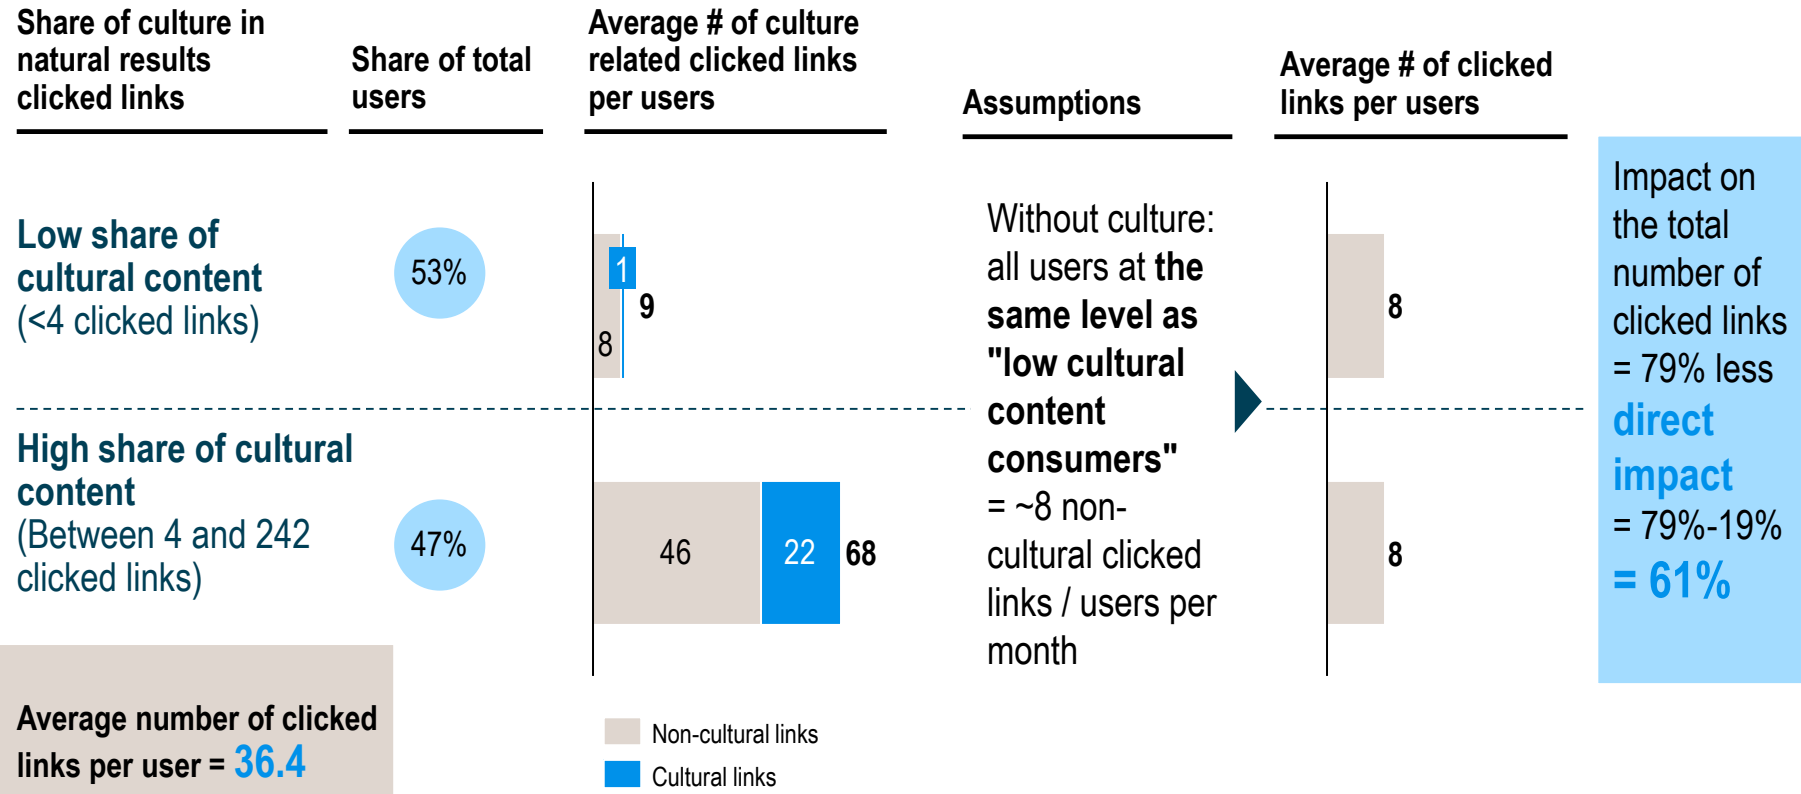 Share of culture in
natural results
clicked links
Share of total
users
Average # of culture
related clicked links
per users
Assumptions
Average # of clicked
links per users
Low share of
cultural content
(<4 clicked links)
53%
8
1
9
High share of cultural
content
(Between 4 and 242
clicked links)
47%
46
22
68
Without culture:
all users at the
same level as
"low cultural
content
consumers"
= ~8 non-
cultural clicked
links / users per
month
8
8
Impact on
the total
number of
clicked links
= 79% less
direct
impact
= 79%-19%
= 61%
Average number of clicked
links per user = 36.4
Non-cultural links
Cultural links